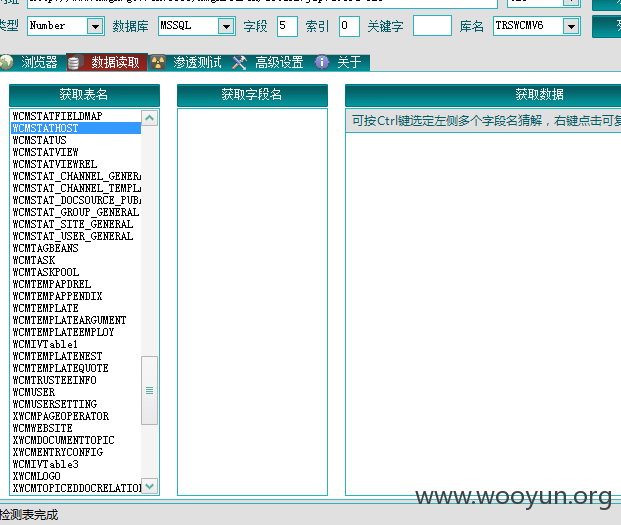 类型 Number 数据库 MSSQL 字段 5 索引 0 关键字 库名 TRSWCMV6
浏览器 数据读取 渗透测试 高级设置 关于
获取表名 获取字段名 获取数据
可按Ctrl键选定左侧多个字段名猜解，右键点击可复
WCMSTATFIELDMAP
WCMSTATHOST
WCMSTATUS
WCMSTATVIEW
WCMSTATVIEWREL
WCMSTAT_CHANNEL_GENERA
WCMSTAT_CHANNEL_TEMPLA
WCMSTAT_DOCSOURCE_PUBA
WCMSTAT_GROUP_GENERAL
WCMSTAT_SITE_GENERAL
WCMSTAT_USER_GENERAL
WCMTAGBEANS
WCMTASK
WCMTASKPOOL
WCMTEMPAPDREL
WCMTEMPAPPENDIX
WCMTEMPLATE
WCMTEMPLATEARGUMENT
WCMTEMPLATEEMPLOY
WCMIVTable1
WCMTEMPLATENEST
WCMTEMPLATEQUOTE
WCMTRUSTEEINFO
WCMUSER
WCMUSERSETTING
XWCMPAGEOPERATOR
WCMWEBSITE
XWCMDOCUMENTTOPIC
XWCMENTRYCONFIG
WCMIVTable3
XWCMLOGO
XWCMTOPICEDDOCRELATION
www.wooyun.org
检测表完成